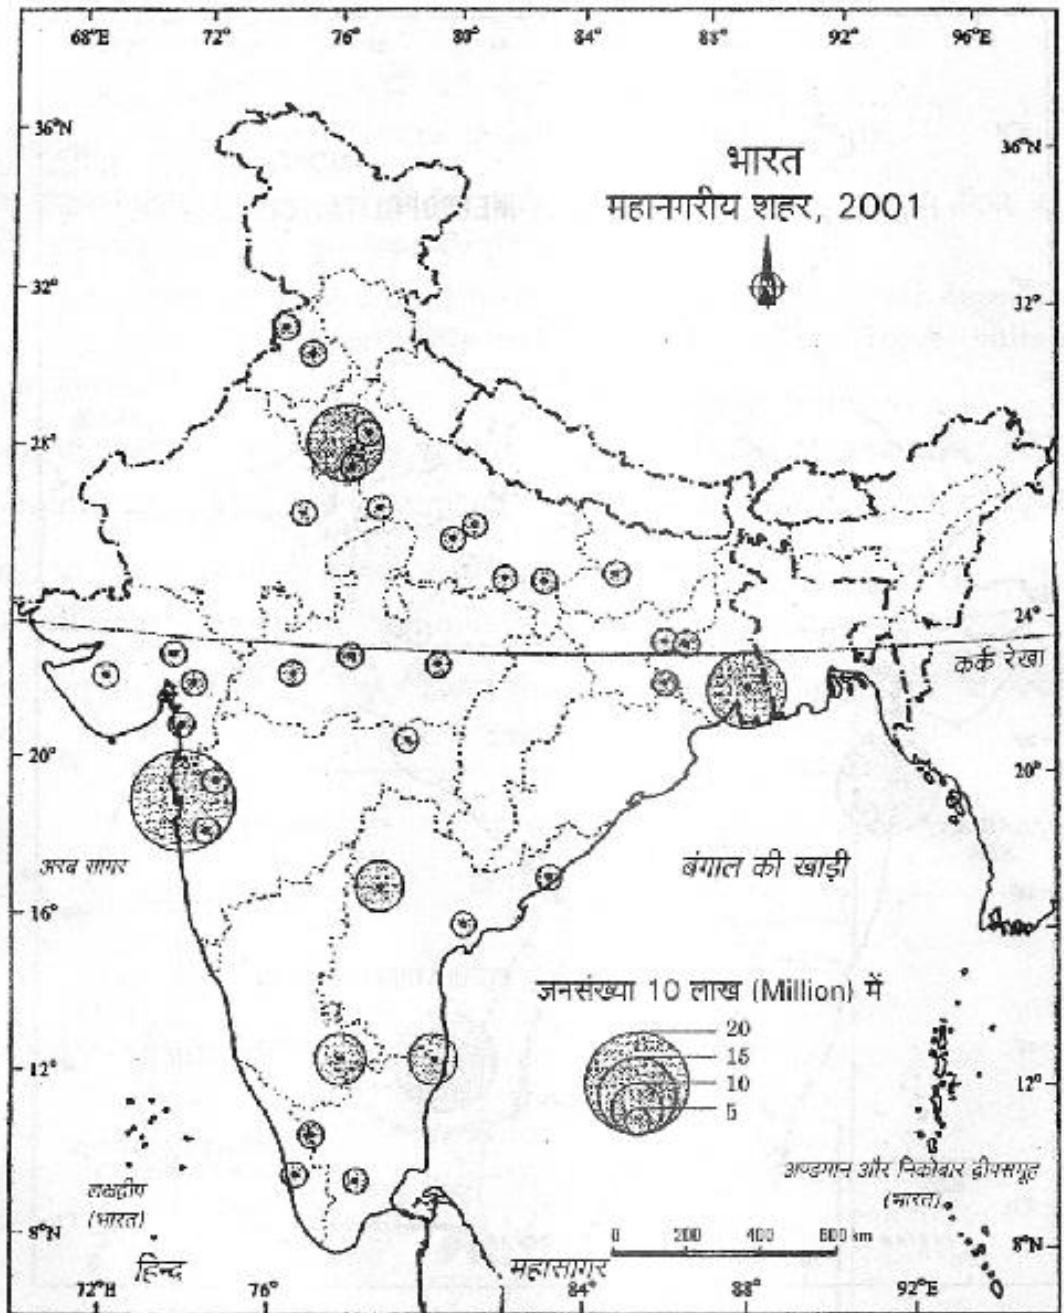 68°E 72° 76° 80° 84° 88° 92° 96°E
36°N 36°N
भारत
महानगरीय शहर, 2001
32° 32°
28°
24°
कर्क रेखा
20° 20°
अरब सागर
बंगाल की खाड़ी
16°
जनसंख्या 10 लाख (Million) में
20
15
10
5
12° 12°
अण्डमान और निकोबार द्वीपसमूह
(भारत)
लक्षद्वीप
(भारत)
8°N 8°N
0 200 400 600 km
हिन्द महासागर
72°E 76° 84° 88° 92°E